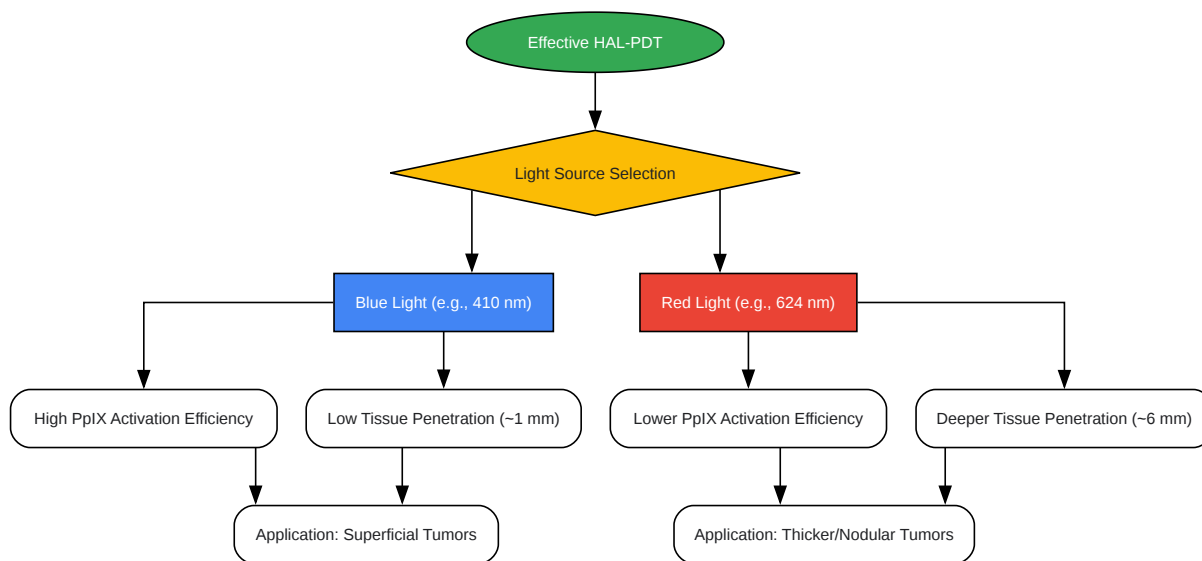 Effective HAL-PDT
Light Source Selection
Blue Light (e.g., 410 nm)
Red Light (e.g., 624 nm)
High PpIX Activation Efficiency
Low Tissue Penetration (~1 mm)
Lower PpIX Activation Efficiency
Deeper Tissue Penetration (~6 mm)
Application: Superficial Tumors
Application: Thicker/Nodular Tumors